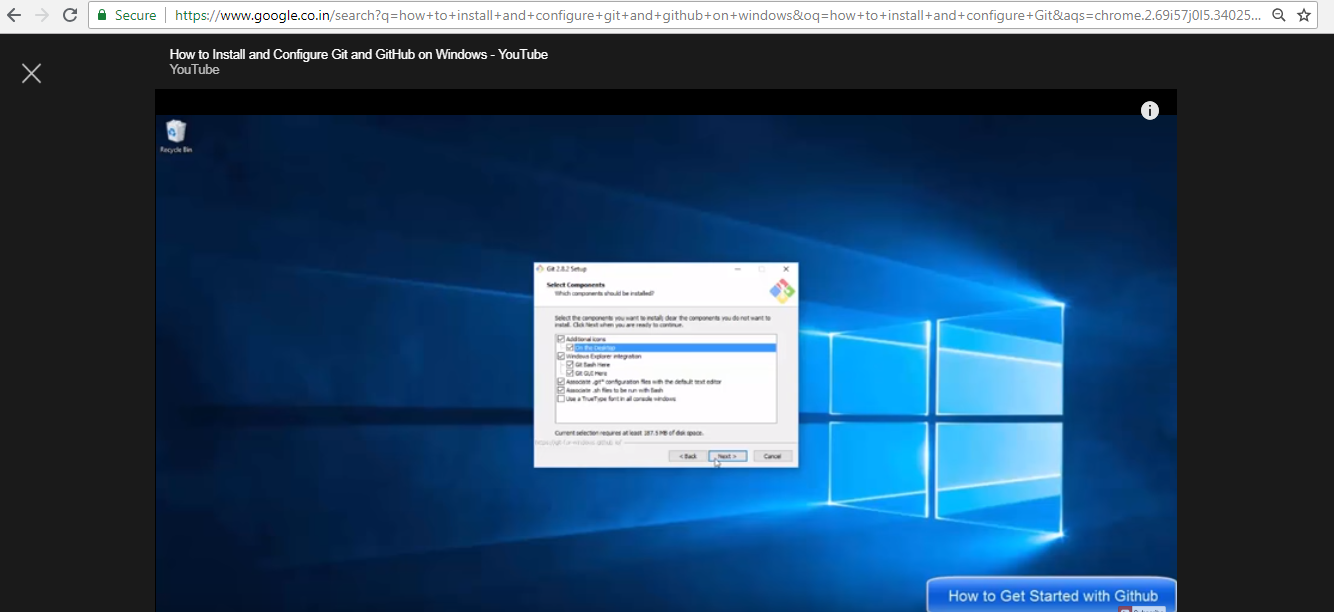 Secure
https://www.google.co.in/search?q=how+to+install+and+configure+git+and+github+on+windows&oq=how+to+install+and+configure+Git&aqs=chrome.2.69i57j0l5.34025...
How to Install and Configure Git and GitHub on Windows - YouTube
YouTube
i
Recycle Bin
Git 2.8.2 Setup
Select Components
Which components should be installed?
Select the components you want to install; clear the components you do not want to
install. Click Next when you are ready to continue.
Additional icons
On the Desktop
Windows Explorer integration
Git Bash Here
Git GUI Here
Associate .git* configuration files with the default text editor
Associate .sh files to be run with Bash
Use a TrueType font in all console windows
Current selection requires at least MB of disk space.
< Back
Next >
Cancel
How to Get Started with Github